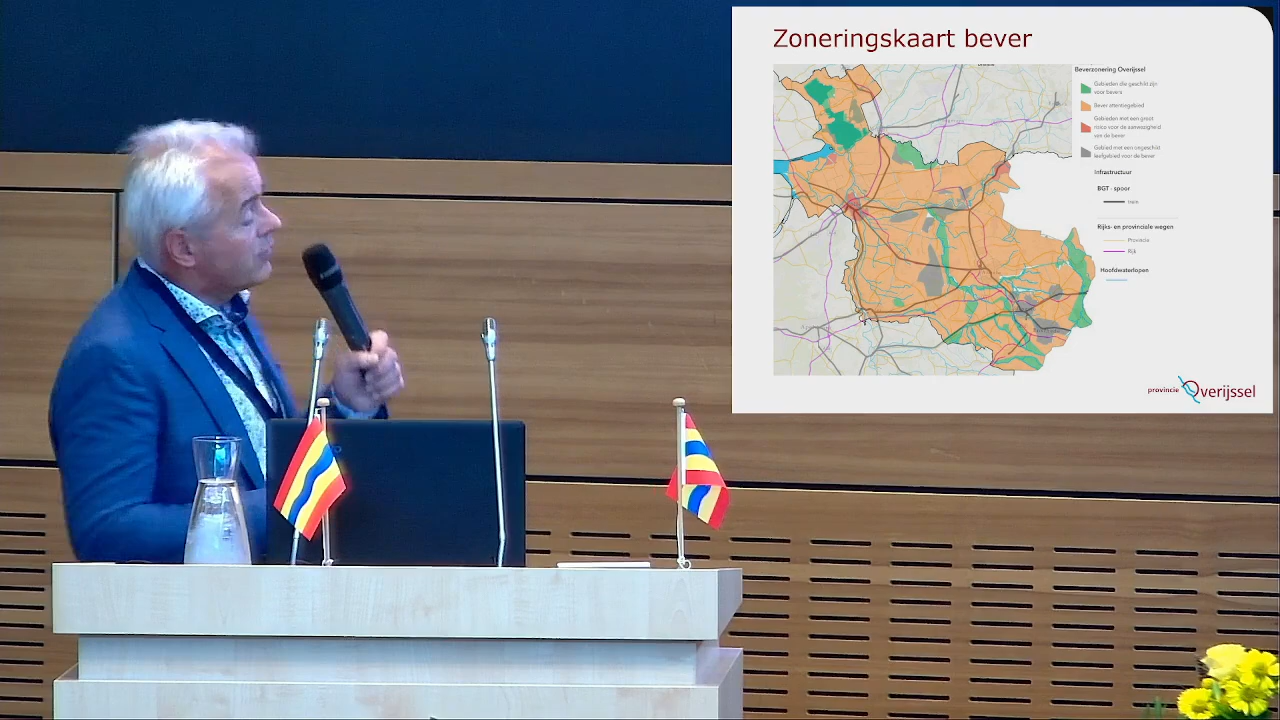 Zoneringskaart bever
Beverzonering Overijssel
Gebieden die geschikt zijn
voor bevers
Bever attentiegebied
Gebieden met een groot
risico voor de aanwezigheid
van de bever
Gebied met een ongeschikt
leefgebied voor de bever
Infrastructuur
BGT - spoor
trein
Rijks- en provinciale wegen
Provincie
Rijk
Hoofdwaterlopen
provincie Overijssel